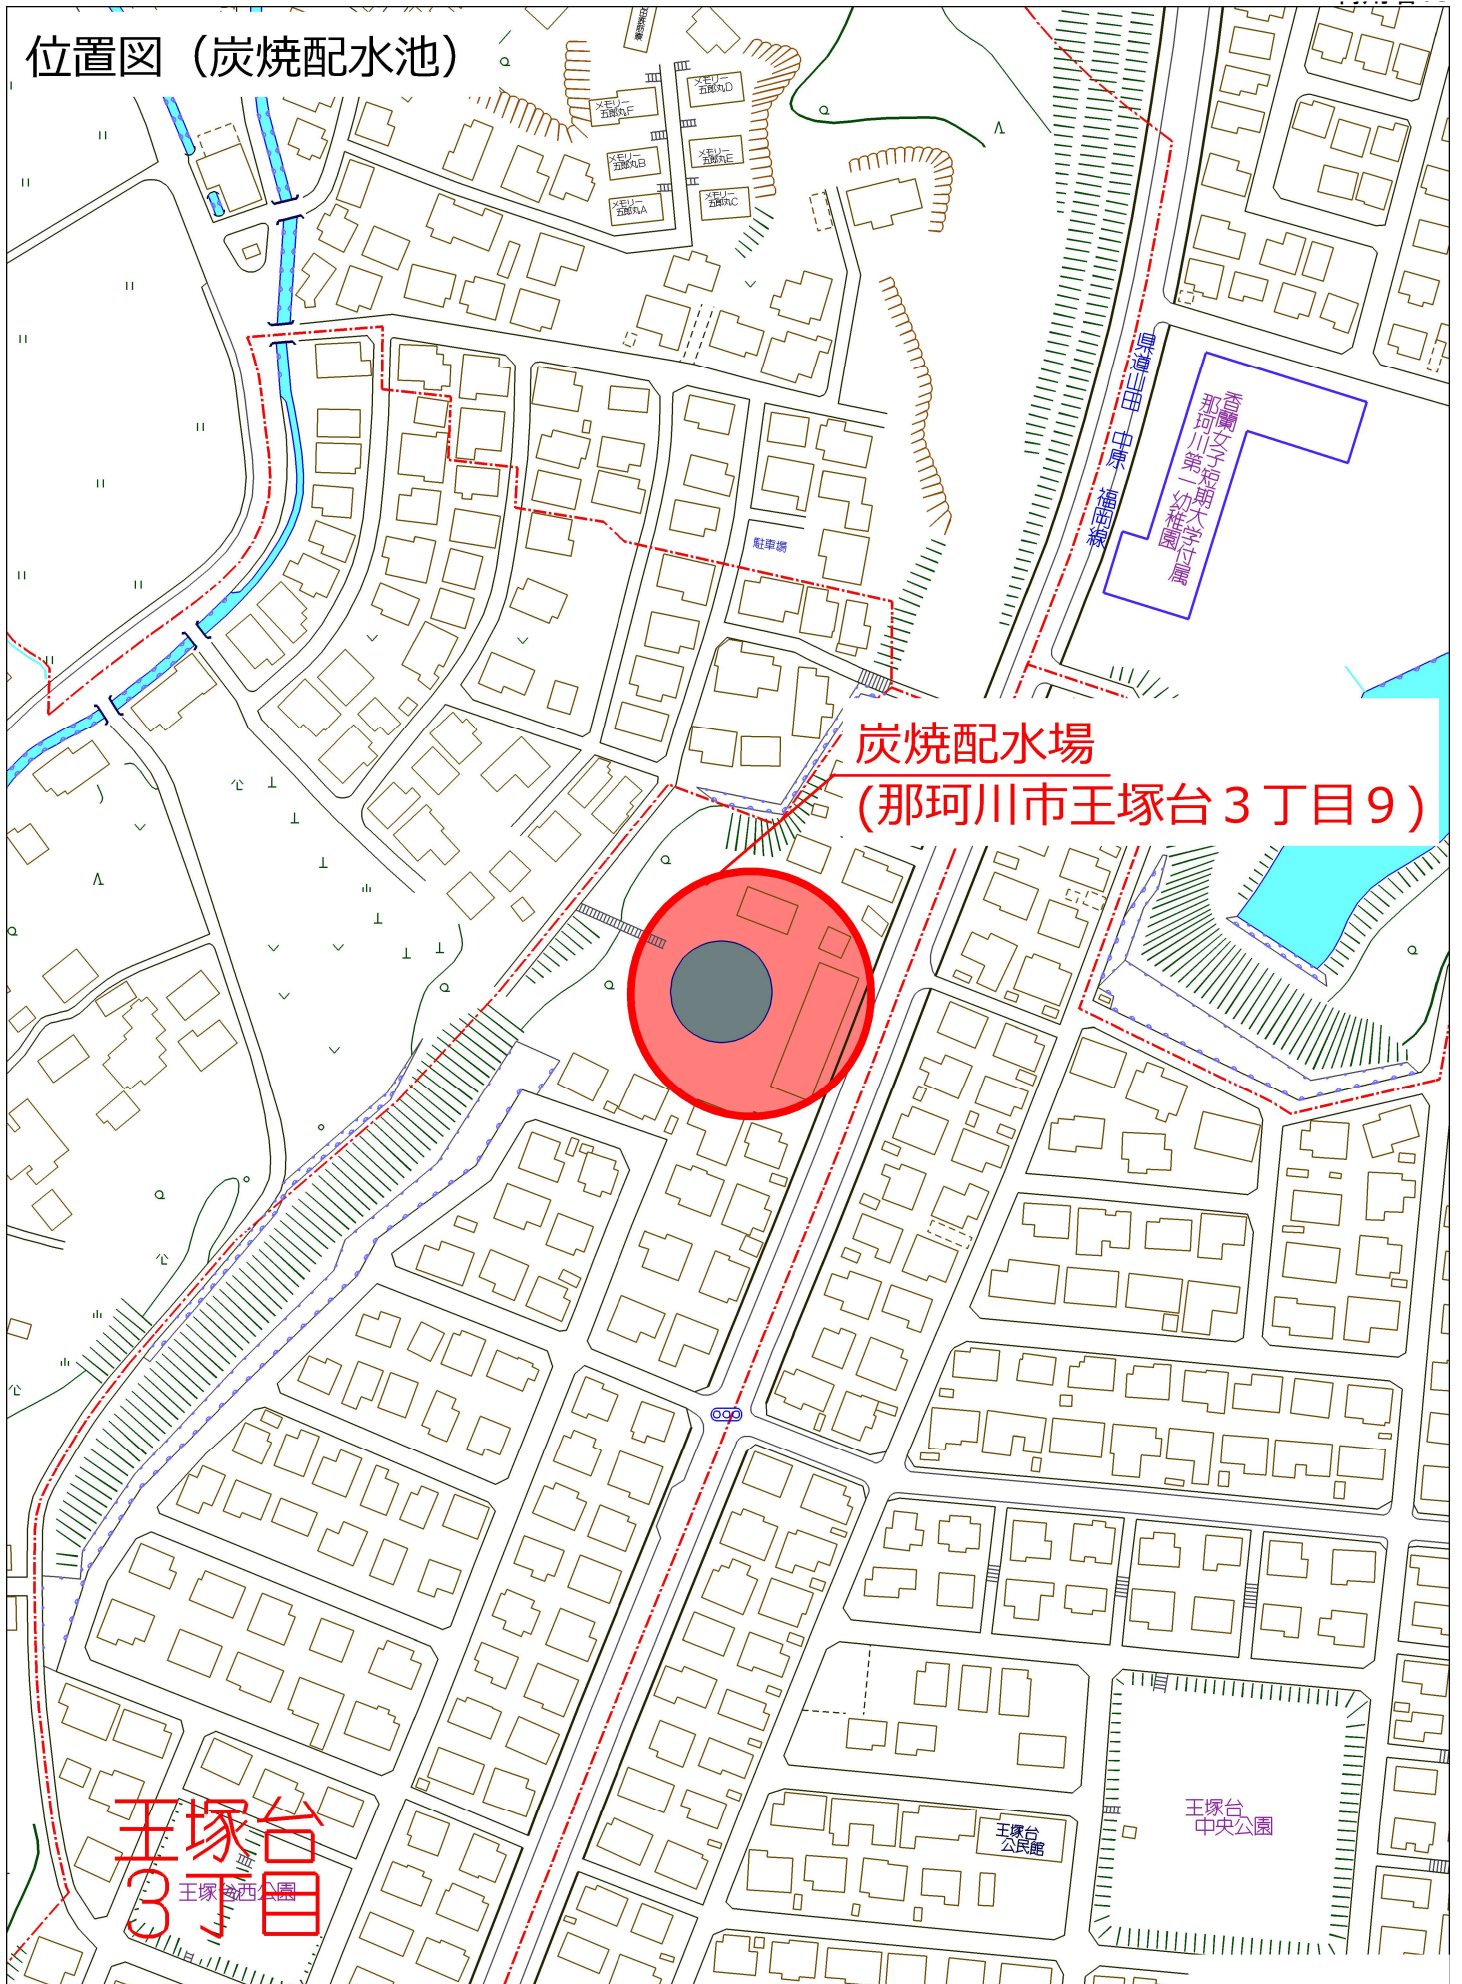 位置図（炭焼配水池）
メモリー
五郎丸F
メモリー
五郎丸D
メモリー
五郎丸B
メモリー
五郎丸E
メモリー
五郎丸A
メモリー
五郎丸C
県道山田 中原 福岡線
香蘭女子短期大学付属
那珂川第一幼稚園
駐車場
炭焼配水場
(那珂川市王塚台３丁目９)
王塚台
中央公園
王塚台
公民館
王塚台
3丁目
王塚台西公園